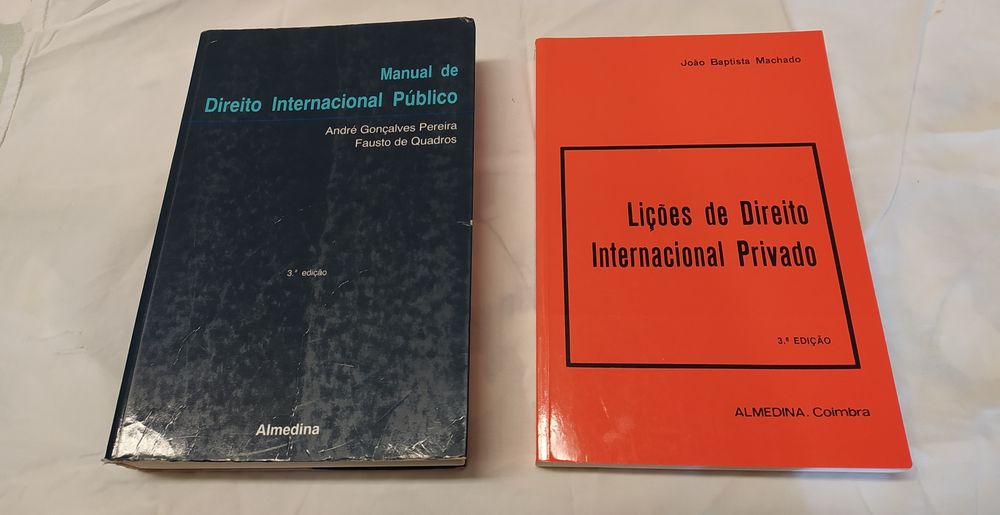 Manual de
Direito Internacional Público
André Gonçalves Pereira
Fausto de Quadros
3.ª edição
Almedina
João Baptista Machado
Lições de Direito
Internacional Privado
3.ª EDIÇÃO
ALMEDINA. Coimbra